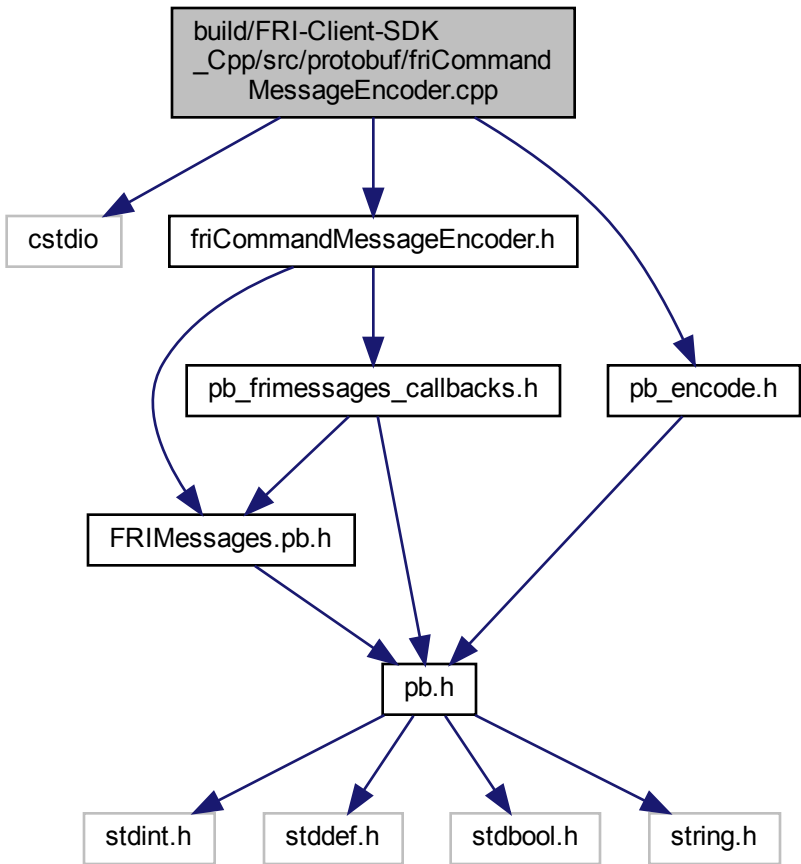 build/FRI-Client-SDK
_Cpp/src/protobuf/friCommand
MessageEncoder.cpp
cstdio
friCommandMessageEncoder.h
pb_frimessages_callbacks.h
pb_encode.h
FRIMessages.pb.h
pb.h
stdint.h
stddef.h
stdbool.h
string.h